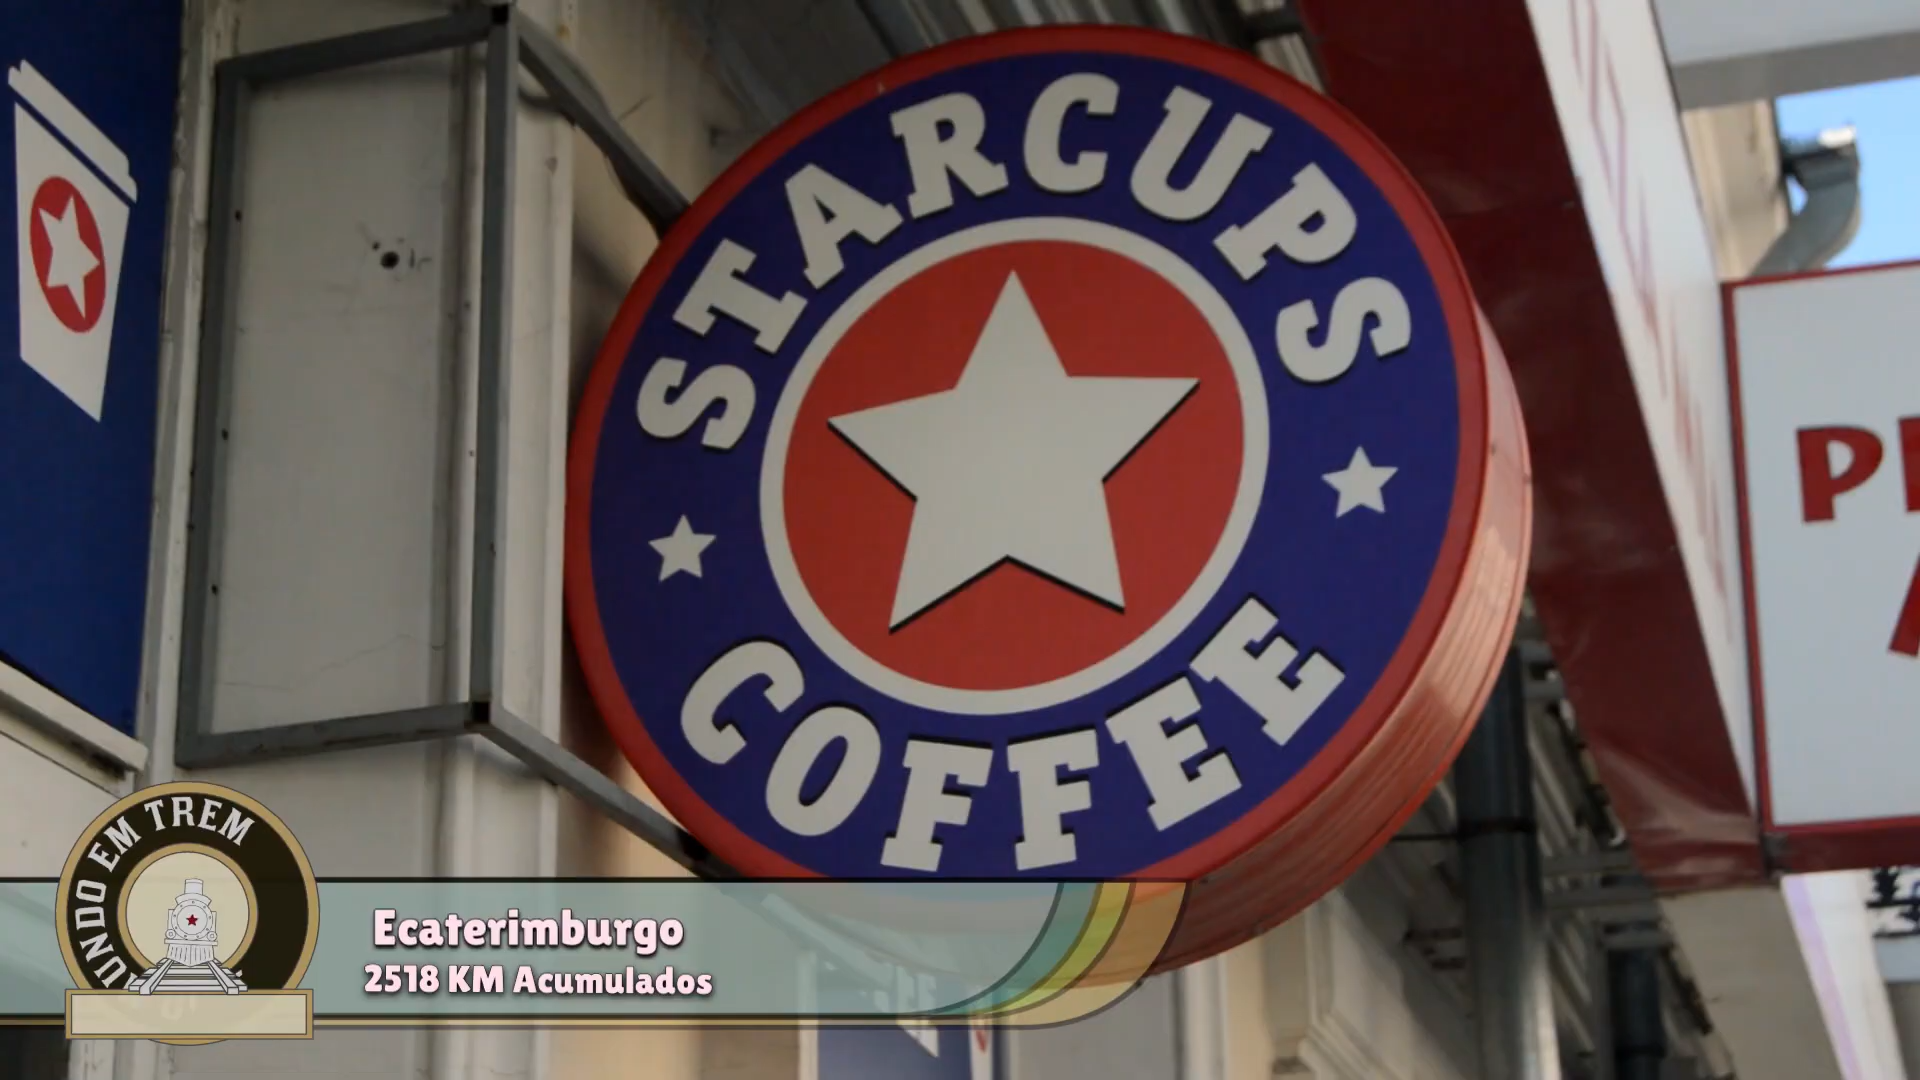 STARCUPS
COFFEE
MUNDO EM TREM
Ecaterimburgo
2518 KM Acumulados